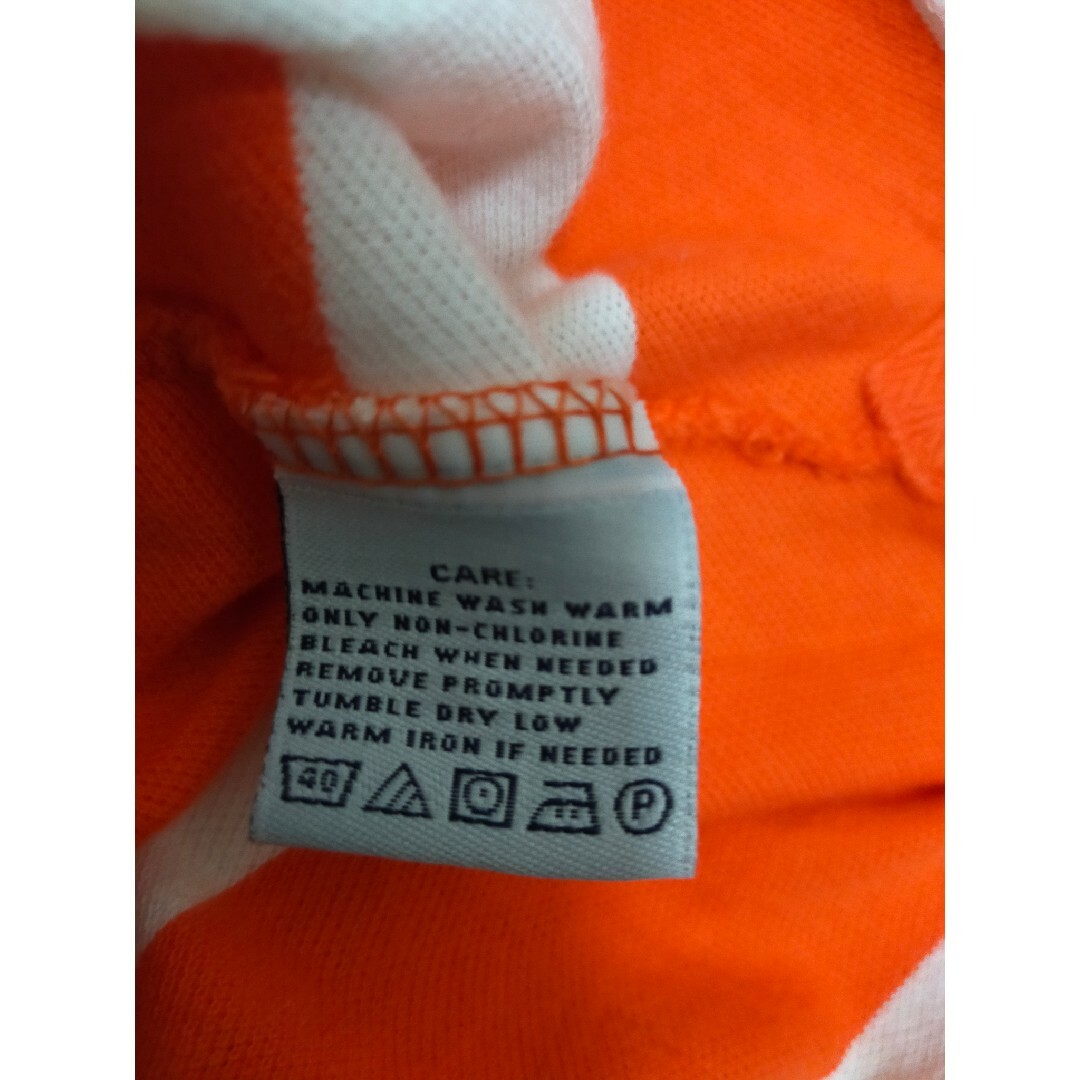 CARE:
MACHINE WASH WARM
ONLY NON-CHLORINE
BLEACH WHEN NEEDED
REMOVE PROMPTLY
TUMBLE DRY LOW
WARM IRON IF NEEDED
40 P